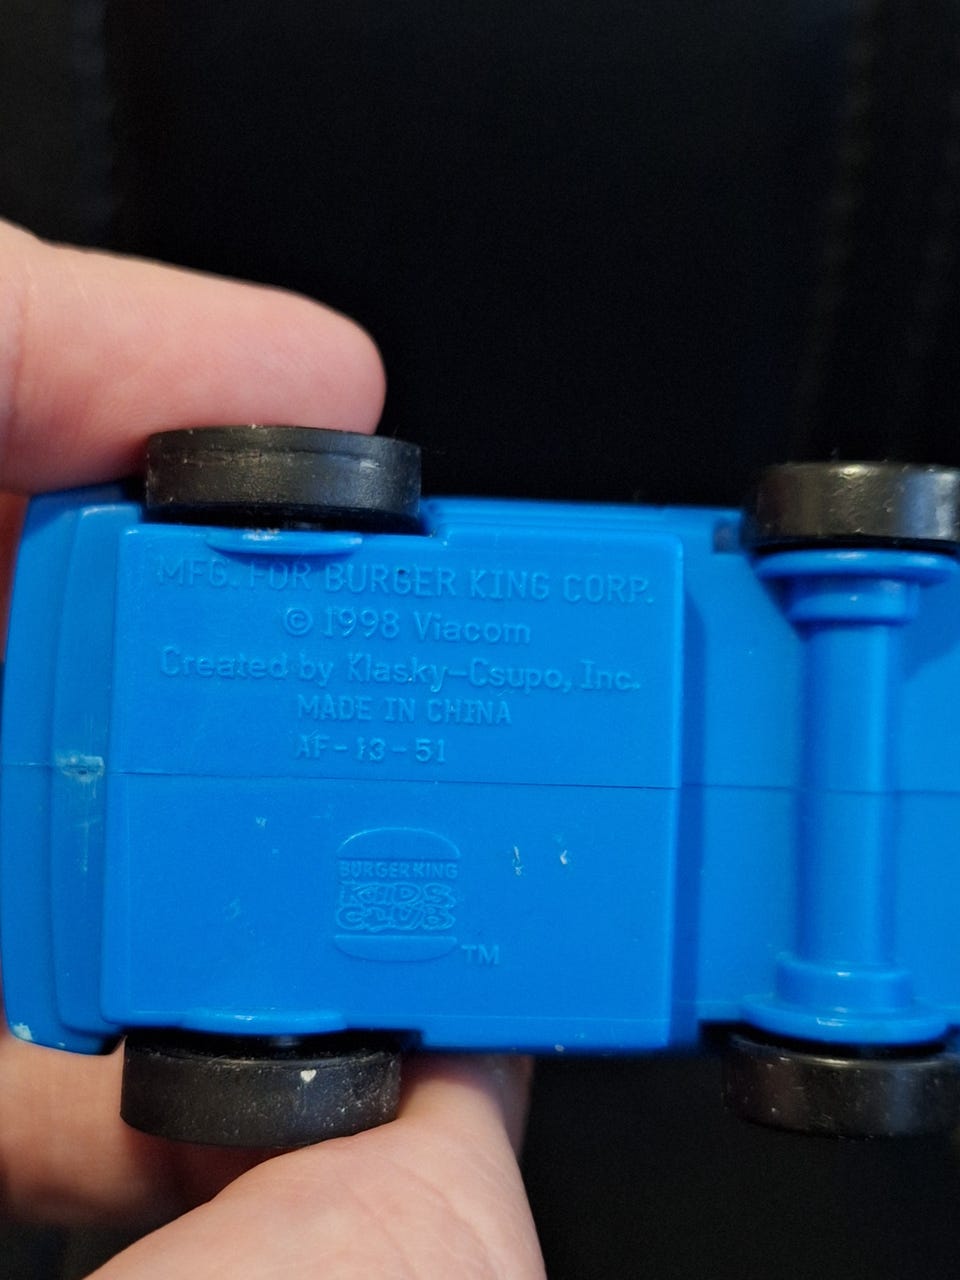 MFG. FOR BURGER KING CORP.
© 1998 Viacom
Created by Klasky-Csupo, Inc.
MADE IN CHINA
AF-13-51
BURGER KING
KIDS
CLUB
TM